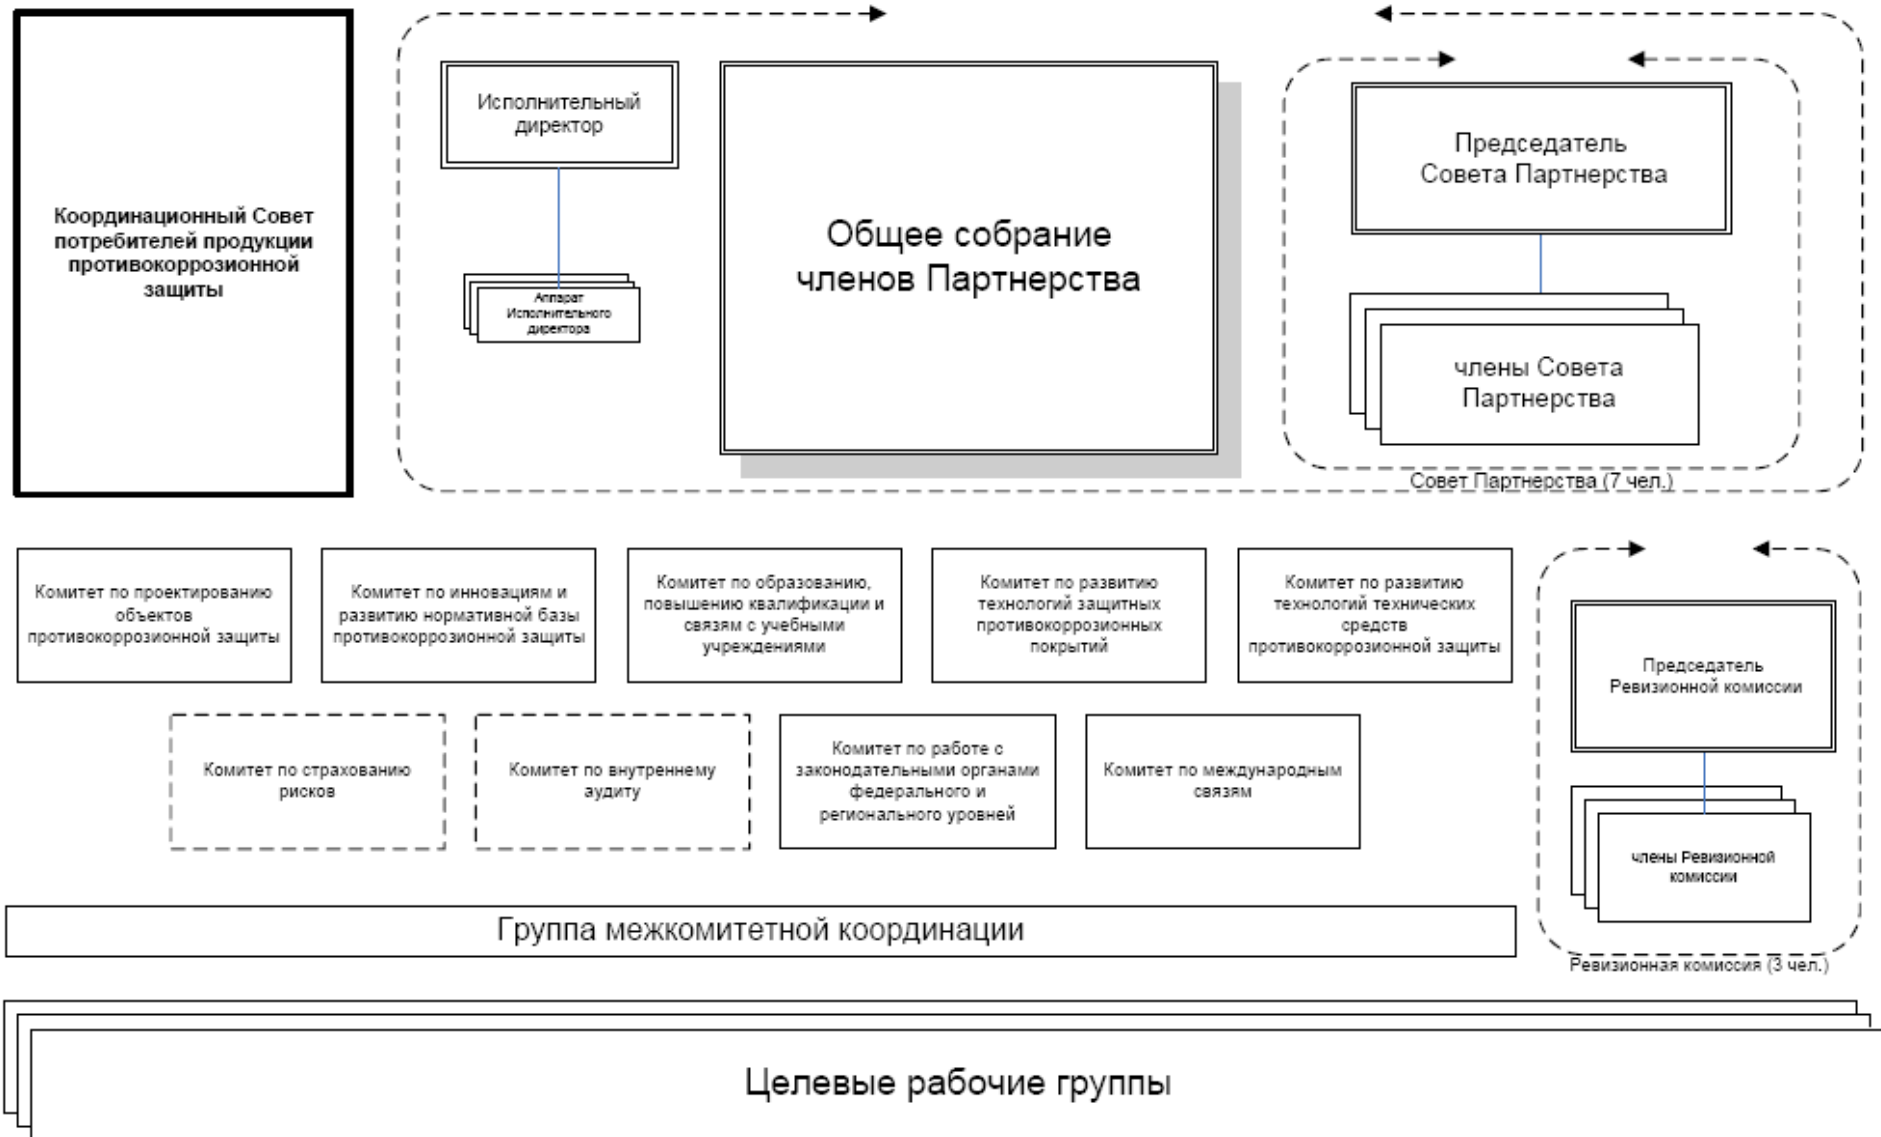 Координационный Совет
потребителей продукции
противокоррозионной
защиты
Исполнительный
директор
Аппарат
Исполнительного
директора
Общее собрание
членов Партнерства
Председатель
Совета Партнерства
члены Совета
Партнерства
Совет Партнерства (7 чел.)
Комитет по проектированию
объектов
противокоррозионной защиты
Комитет по инновациям и
развитию нормативной базы
противокоррозионной защиты
Комитет по образованию,
повышению квалификации и
связям с учебными
учреждениями
Комитет по развитию
технологий защитных
противокоррозионных
покрытий
Комитет по развитию
технологий технических
средств
противокоррозионной защиты
Председатель
Ревизионной комиссии
члены Ревизионной
комиссии
Ревизионная комиссия (3 чел.)
Комитет по страхованию
рисков
Комитет по внутреннему
аудиту
Комитет по работе с
законодательными органами
федерального и
регионального уровней
Комитет по международным
связям
Группа межкомитетной координации
Целевые рабочие группы